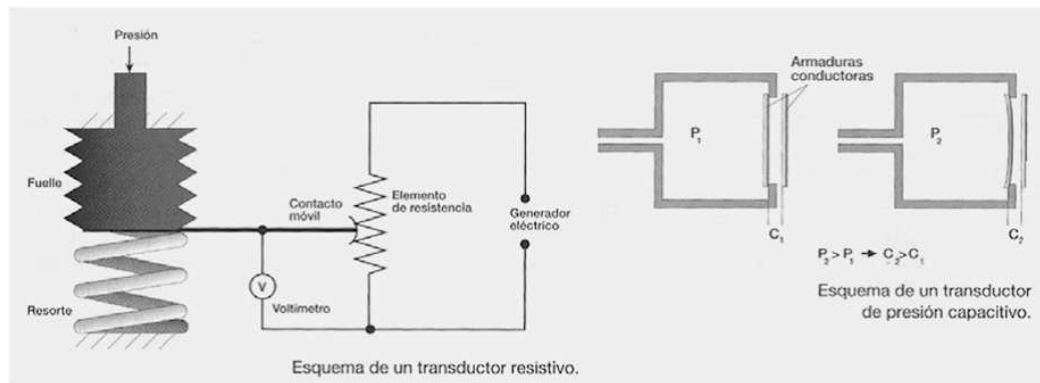 Presión
Fuelle
Resorte
Contacto
móvil
Elemento
de resistencia
Generador
eléctrico
V
Voltímetro
Esquema de un transductor resistivo.
Armaduras
conductoras
P₁
P₂
C₁
C₂
P₂ > P₁ → C₂ > C₁
Esquema de un transductor
de presión capacitivo.